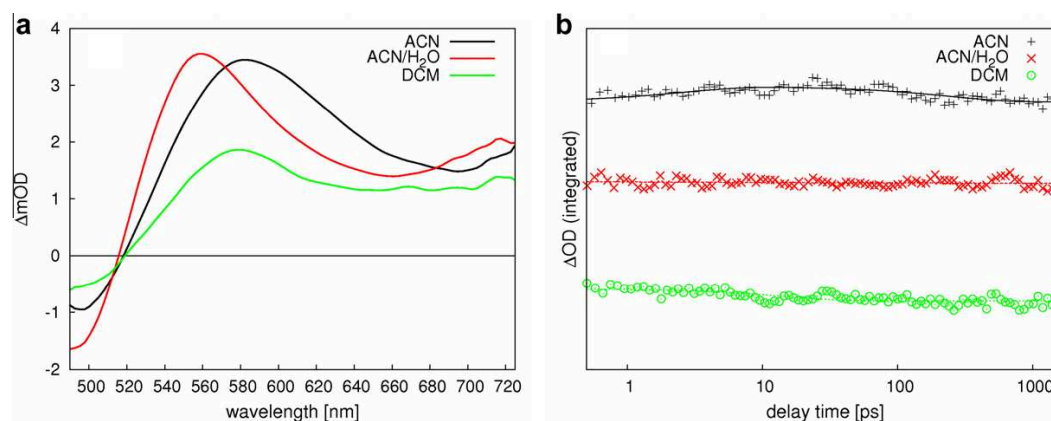 a
ACN
ACN/H₂O
DCM
4
3
2
1
0
-1
-2
ΔmOD
500 520 540 560 580 600 620 640 660 680 700 720
wavelength [nm]
b
ACN
ACN/H₂O
DCM
ΔOD (integrated)
1 10 100 1000
delay time [ps]